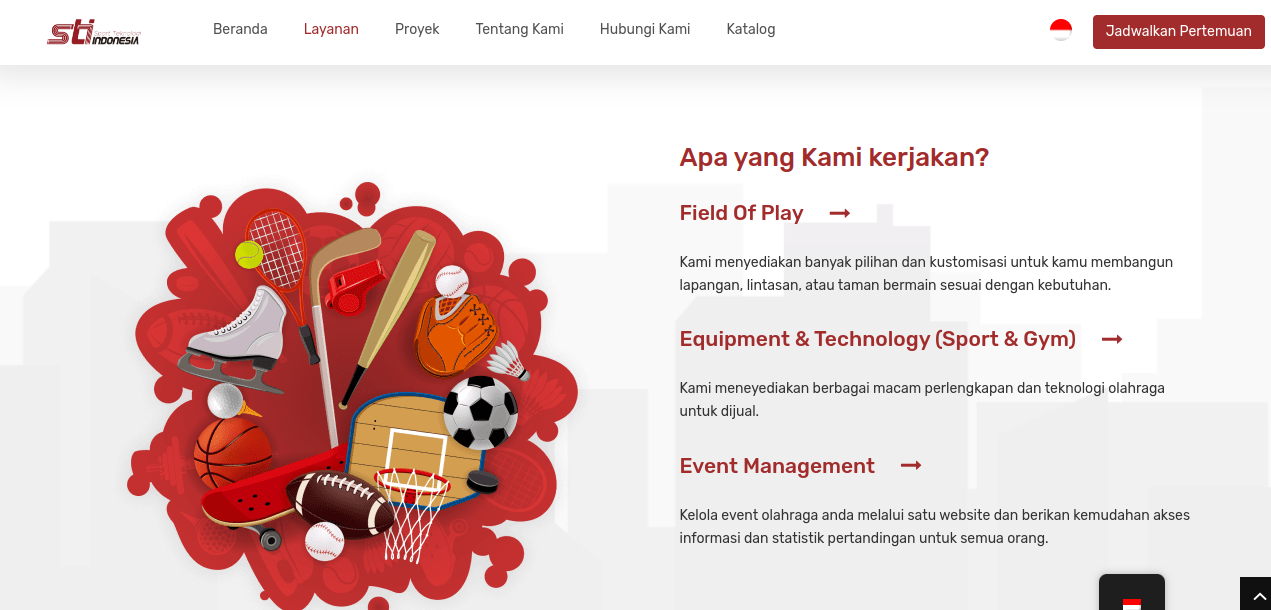 sti Sport Teknologi
INDONESIA
Beranda Layanan Proyek Tentang Kami Hubungi Kami Katalog Jadwalkan Pertemuan
Apa yang Kami kerjakan?
Field Of Play
Kami menyediakan banyak pilihan dan kustomisasi untuk kamu membangun
lapangan, lintasan, atau taman bermain sesuai dengan kebutuhan.
Equipment & Technology (Sport & Gym)
Kami meneyediakan berbagai macam perlengkapan dan teknologi olahraga
untuk dijual.
Event Management
Kelola event olahraga anda melalui satu website dan berikan kemudahan akses
informasi dan statistik pertandingan untuk semua orang.